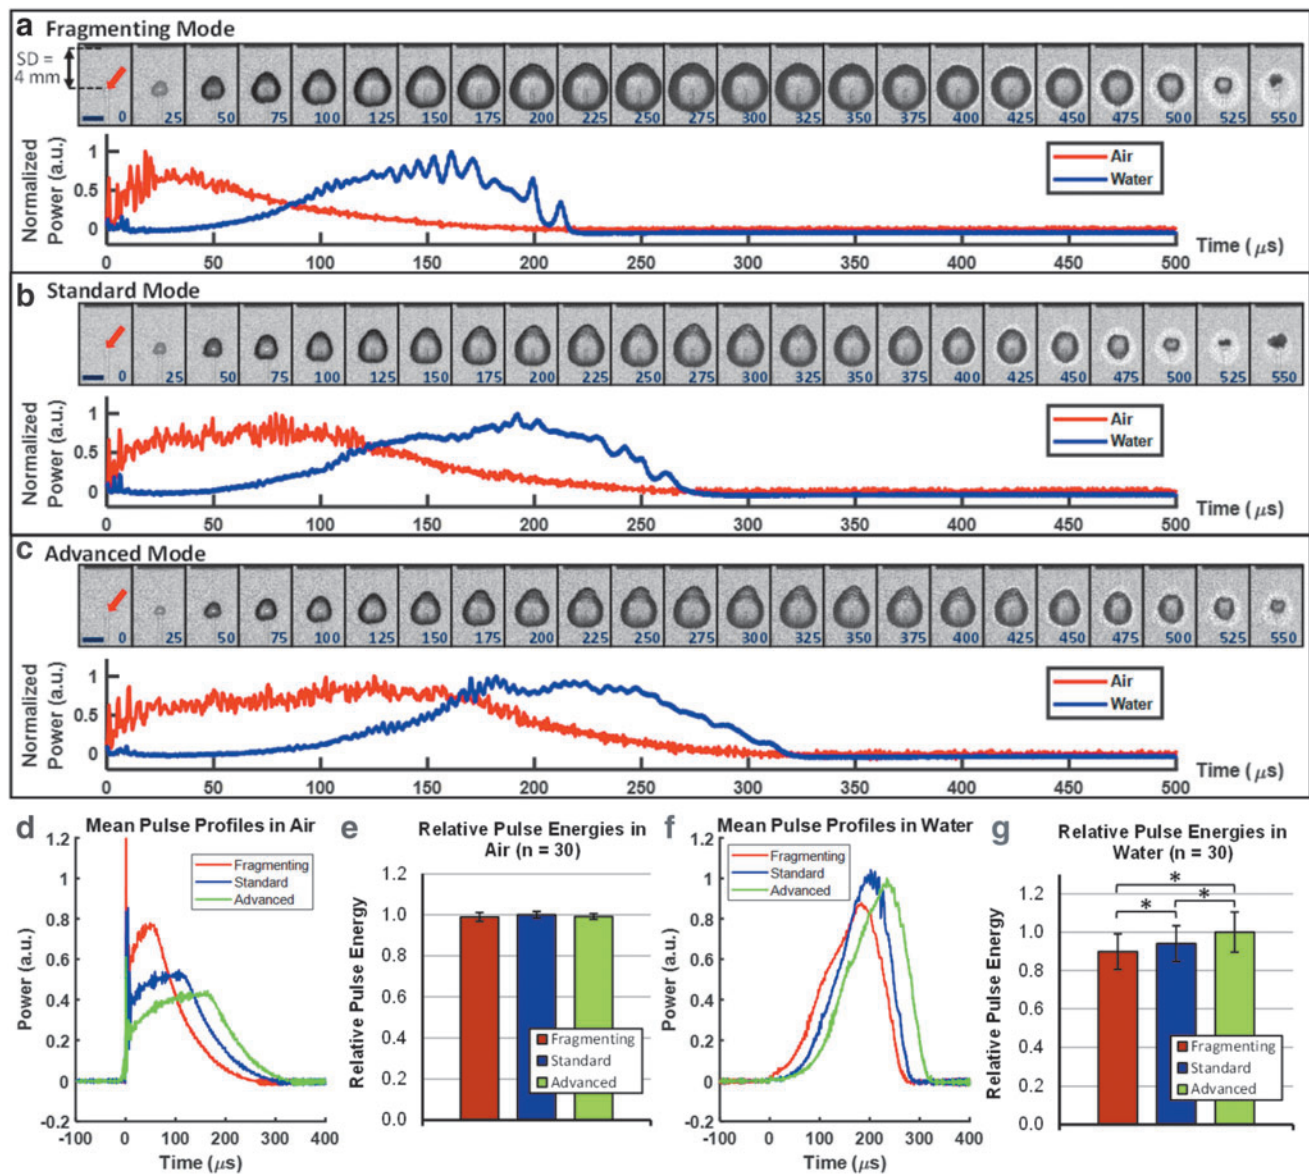 a Fragmenting Mode
SD =
4 mm
0 25 50 75 100 125 150 175 200 225 250 275 300 325 350 375 400 425 450 475 500 525 550
Normalized
Power (a.u.)
1
0.5
0
Air
Water
0 50 100 150 200 250 300 350 400 450 500
Time (μs)
b Standard Mode
0 25 50 75 100 125 150 175 200 225 250 275 300 325 350 375 400 425 450 475 500 525 550
Normalized
Power (a.u.)
1
0.5
0
Air
Water
0 50 100 150 200 250 300 350 400 450 500
Time (μs)
c Advanced Mode
0 25 50 75 100 125 150 175 200 225 250 275 300 325 350 375 400 425 450 475 500 525 550
Normalized
Power (a.u.)
1
0.5
0
Air
Water
0 50 100 150 200 250 300 350 400 450 500
Time (μs)
d
Mean Pulse Profiles in Air
Power (a.u.)
1.2
1
0.8
0.6
0.4
0.2
0
-0.2
Fragmenting
Standard
Advanced
-100 0 100 200 300 400
Time (μs)
e
Relative Pulse Energies in
Air (n = 30)
Relative Pulse Energy
1.2
1.0
0.8
0.6
0.4
0.2
0.0
Fragmenting
Standard
Advanced
f
Mean Pulse Profiles in Water
Power (a.u.)
1.2
1
0.8
0.6
0.4
0.2
0
-0.2
Fragmenting
Standard
Advanced
-100 0 100 200 300 400
Time (μs)
g
Relative Pulse Energies in
Water (n = 30)
Relative Pulse Energy
1.2
1.0
0.8
0.6
0.4
0.2
0.0
*
* *
Fragmenting
Standard
Advanced